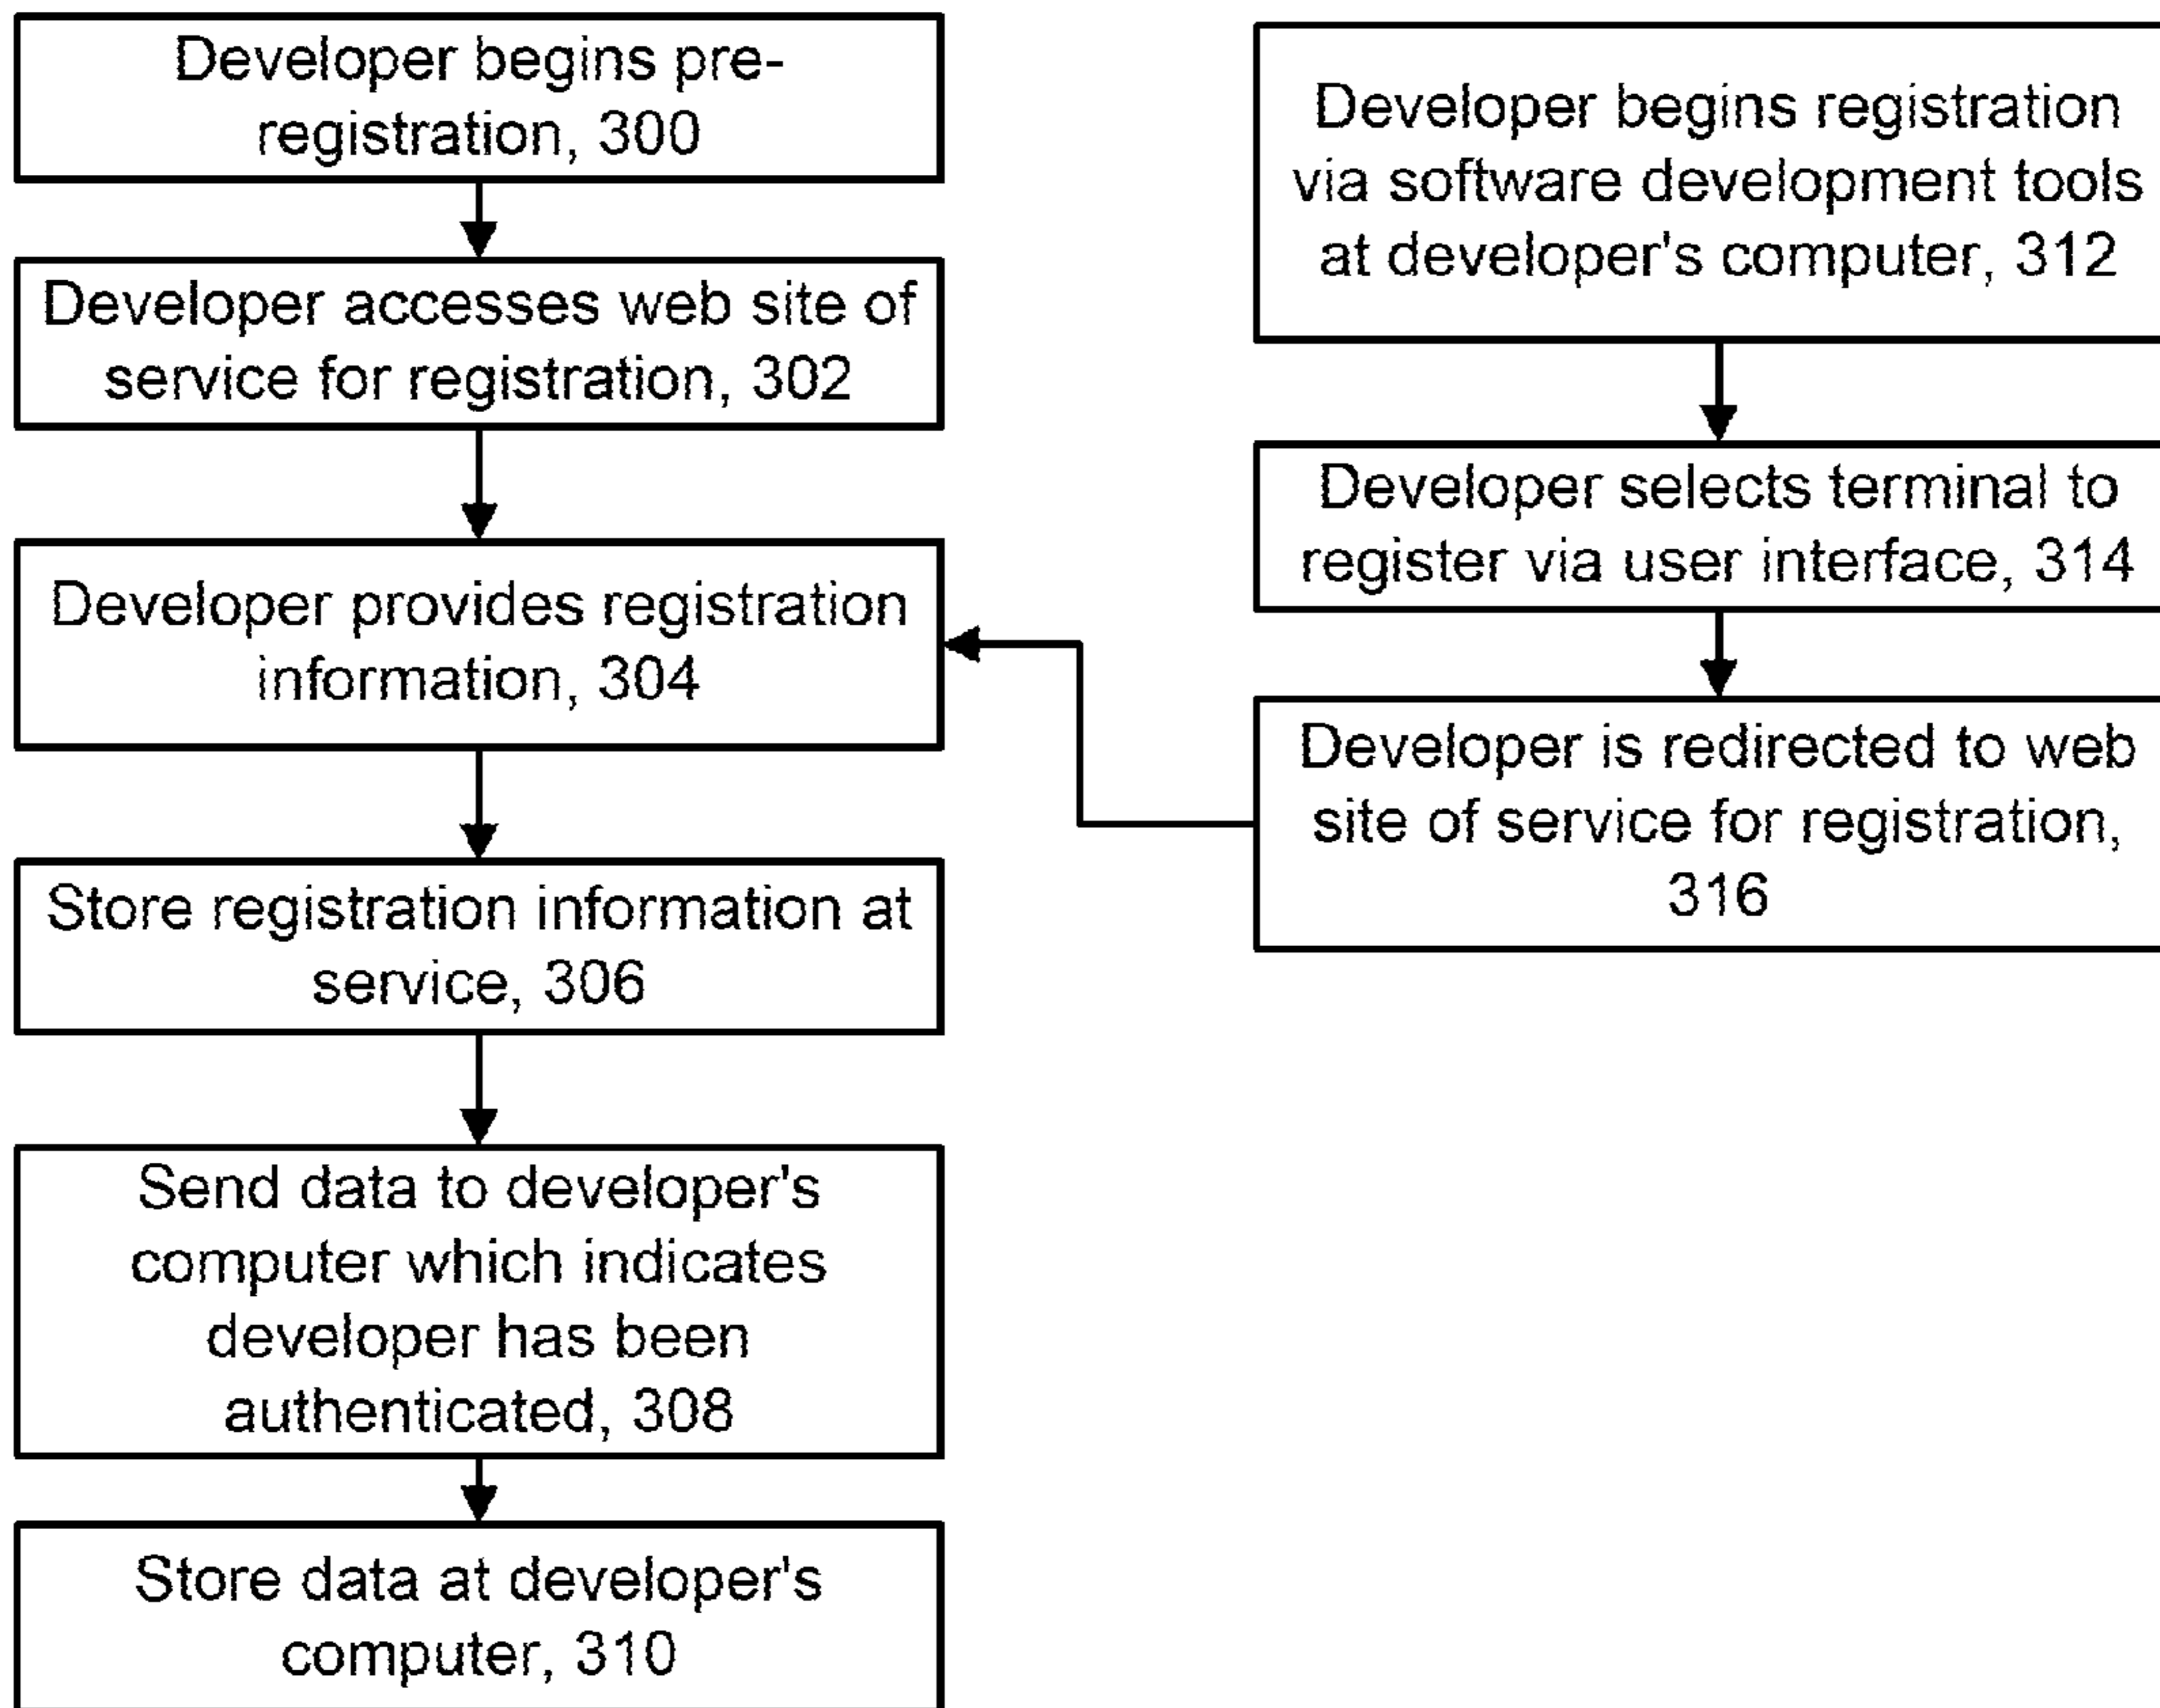 Developer begins pre-
registration, 300
Developer accesses web site of
service for registration, 302
Developer provides registration
information, 304
Store registration information at
service, 306
Send data to developer's
computer which indicates
developer has been
authenticated, 308
Store data at developer's
computer, 310
Developer begins registration
via software development tools
at developer's computer, 312
Developer selects terminal to
register via user interface, 314
Developer is redirected to web
site of service for registration,
316